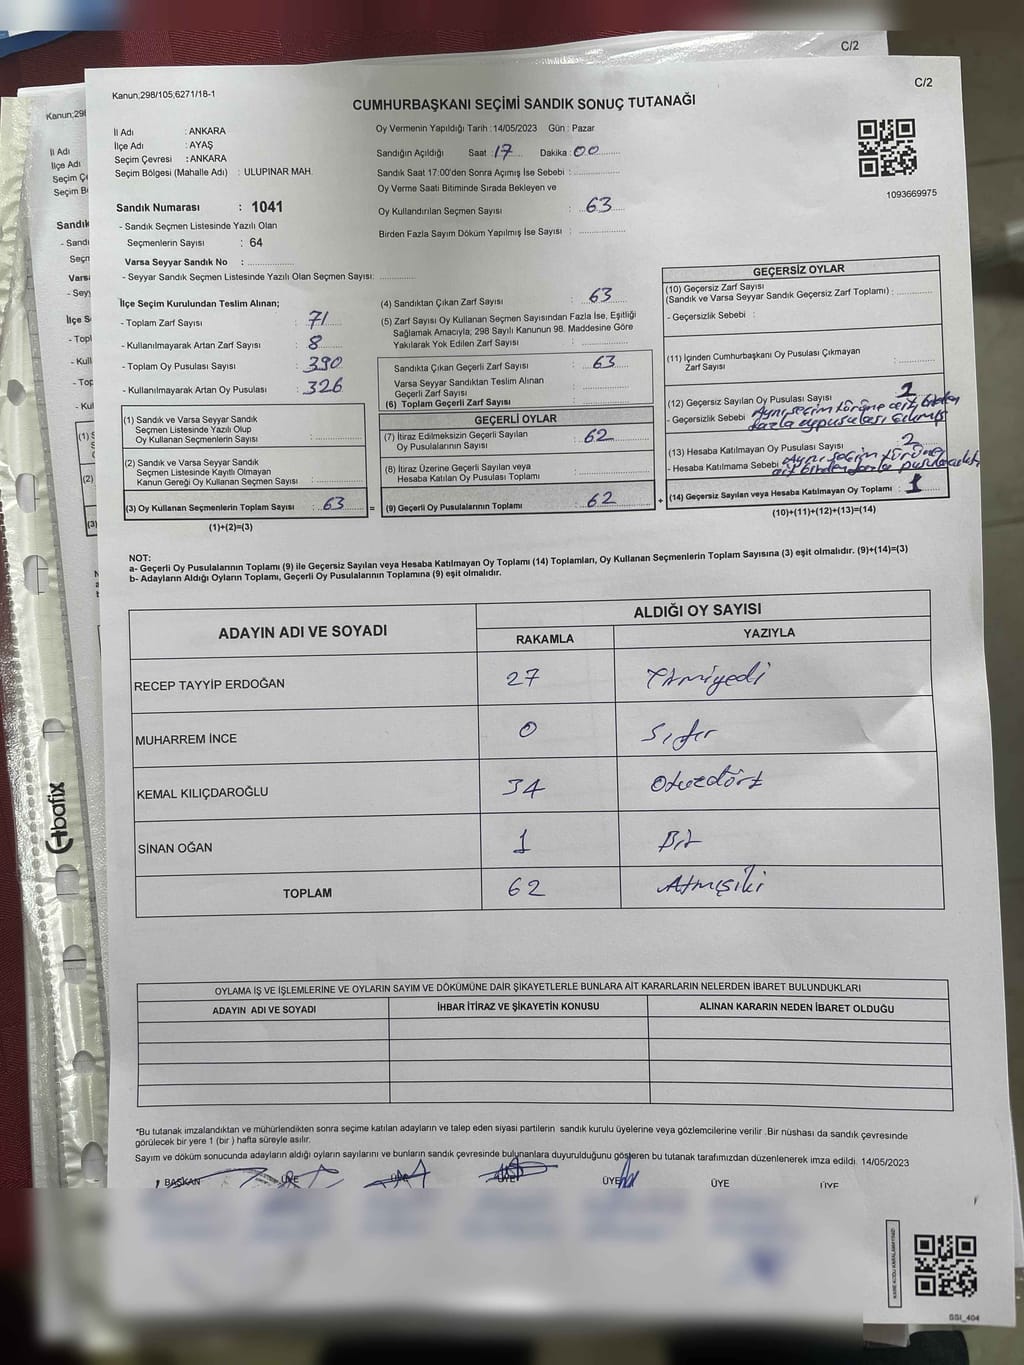 C/2
Kanun,298/105,6271/18-1
C/2
CUMHURBAŞKANI SEÇİMİ SANDIK SONUÇ TUTANAĞI
İl Adı : ANKARA
İlçe Adı : AYAŞ
Seçim Çevresi : ANKARA
Seçim Bölgesi (Mahalle Adı) : ULUPINAR MAH.
Oy Vermenin Yapıldığı Tarih : 14/05/2023 Gün : Pazar
Sandığın Açıldığı Saat : 17 Dakika : 00
Sandık Saat 17:00'den Sonra Açımış İse Sebebi :
Oy Verme Saati Bitiminde Sırada Bekleyen ve
Oy Kullandırılan Seçmen Sayısı : 63
Birden Fazla Sayım Döküm Yapılmış İse Sayısı :
1093669975
Sandık Numarası : 1041
- Sandık Seçmen Listesinde Yazılı Olan
Seçmenlerin Sayısı : 64
Varsa Seyyar Sandık No :
- Seyyar Sandık Seçmen Listesinde Yazılı Olan Seçmen Sayısı:
İlçe Seçim Kurulundan Teslim Alınan;
- Toplam Zarf Sayısı : 71
- Kullanılmayarak Artan Zarf Sayısı : 8
- Toplam Oy Pusulası Sayısı : 390
- Kullanılmayarak Artan Oy Pusulası : 326
(1) Sandık ve Varsa Seyyar Sandık
Seçmen Listesinde Yazılı Olup
Oy Kullanan Seçmenlerin Sayısı :
(2) Sandık ve Varsa Seyyar Sandık
Seçmen Listesinde Kayıtlı Olmayan
Kanun Gereği Oy Kullanan Seçmen Sayısı :
(3) Oy Kullanan Seçmenlerin Toplam Sayısı : 63 =
(1)+(2)=(3)
(4) Sandıktan Çıkan Zarf Sayısı : 63
(5) Zarf Sayısı Oy Kullanan Seçmen Sayısından Fazla İse, Eşitliği
Sağlamak Amacıyla; 298 Sayılı Kanunun 98. Maddesine Göre
Yakılarak Yok Edilen Zarf Sayısı :
Sandıkta Çıkan Geçerli Zarf Sayısı : 63
Varsa Seyyar Sandıktan Teslim Alınan
Geçerli Zarf Sayısı :
(6) Toplam Geçerli Zarf Sayısı :
GEÇERLİ OYLAR
(7) İtiraz Edilmeksizin Geçerli Sayılan
Oy Pusulalarının Sayısı : 62
(8) İtiraz Üzerine Geçerli Sayılan veya
Hesaba Katılan Oy Pusulası Toplamı :
(9) Geçerli Oy Pusulalarının Toplamı : 62 +
GEÇERSİZ OYLAR
(10) Geçersiz Zarf Sayısı
(Sandık ve Varsa Seyyar Sandık Geçersiz Zarf Toplamı) :
- Geçersizlik Sebebi :
(11) İçinden Cumhurbaşkanı Oy Pusulası Çıkmayan
Zarf Sayısı :
(12) Geçersiz Sayılan Oy Pusulası Sayısı
- Geçersizlik Sebebi : Aynı seçim türüne ait birden
fazla oypusulası çıkmış
(13) Hesaba Katılmayan Oy Pusulası Sayısı : 2
- Hesaba Katılmama Sebebi : Aynı seçim türüne
ait birden fazla pusula çıktı
(14) Geçersiz Sayılan veya Hesaba Katılmayan Oy Toplamı : 1
(10)+(11)+(12)+(13)=(14)
NOT:
a- Geçerli Oy Pusulalarının Toplamı (9) ile Geçersiz Sayılan veya Hesaba Katılmayan Oy Toplamı (14) Toplamları, Oy Kullanan Seçmenlerin Toplam Sayısına (3) eşit olmalıdır. (9)+(14)=(3)
b- Adayların Aldığı Oyların Toplamı, Geçerli Oy Pusulalarının Toplamına (9) eşit olmalıdır.
ADAYIN ADI VE SOYADI
ALDIĞI OY SAYISI
RAKAMLA YAZIYLA
RECEP TAYYİP ERDOĞAN 27 Yirmiyedi
MUHARREM İNCE 0 Sıfır
KEMAL KILIÇDAROĞLU 34 Otuzdört
SİNAN OĞAN 1 Bir
TOPLAM 62 Atmışiki
OYLAMA İŞ VE İŞLEMLERİNE VE OYLARIN SAYIM VE DÖKÜMÜNE DAİR ŞİKAYETLERLE BUNLARA AİT KARARLARIN NELERDEN İBARET BULUNDUKLARI
ADAYIN ADI VE SOYADI İHBAR İTİRAZ VE ŞİKAYETİN KONUSU ALINAN KARARIN NEDEN İBARET OLDUĞU
*Bu tutanak imzalandıktan ve mühürlendikten sonra seçime katılan adayların ve talep eden siyasi partilerin sandık kurulu üyelerine veya gözlemcilerine verilir .Bir nüshası da sandık çevresinde
görülecek bir yere 1 (bir ) hafta süreyle asılır.
Sayım ve döküm sonucunda adayların aldığı oyların sayılarını ve bunların sandık çevresinde bulunanlara duyurulduğunu gösteren bu tutanak tarafımızdan düzenlenerek imza edildi. 14/05/2023
BAŞKAN ÜYE ÜYE ÜYE ÜYE ÜYE ÜYE
KARE KODU KARALAMAYINIZ!
SSI_404
bafix